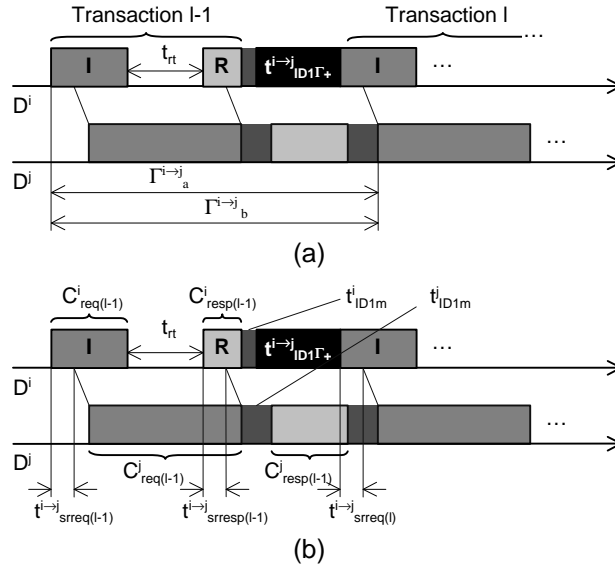 Transaction l-1 Transaction l
...
I t_rt R t^{i→j}_{ID1Γ+} I ...
D^i
...
D^j
Γ^{i→j}_a
Γ^{i→j}_b
(a)
C^i_{req(l-1)} C^i_{resp(l-1)} t^i_{ID1m} t^j_{ID1m}
t_rt
I R t^{i→j}_{ID1Γ+} I ...
D^i
...
D^j
C^j_{req(l-1)} C^j_{resp(l-1)}
t^{i→j}_{srreq(l-1)} t^{i→j}_{srresp(l-1)} t^{i→j}_{srreq(l)}
(b)